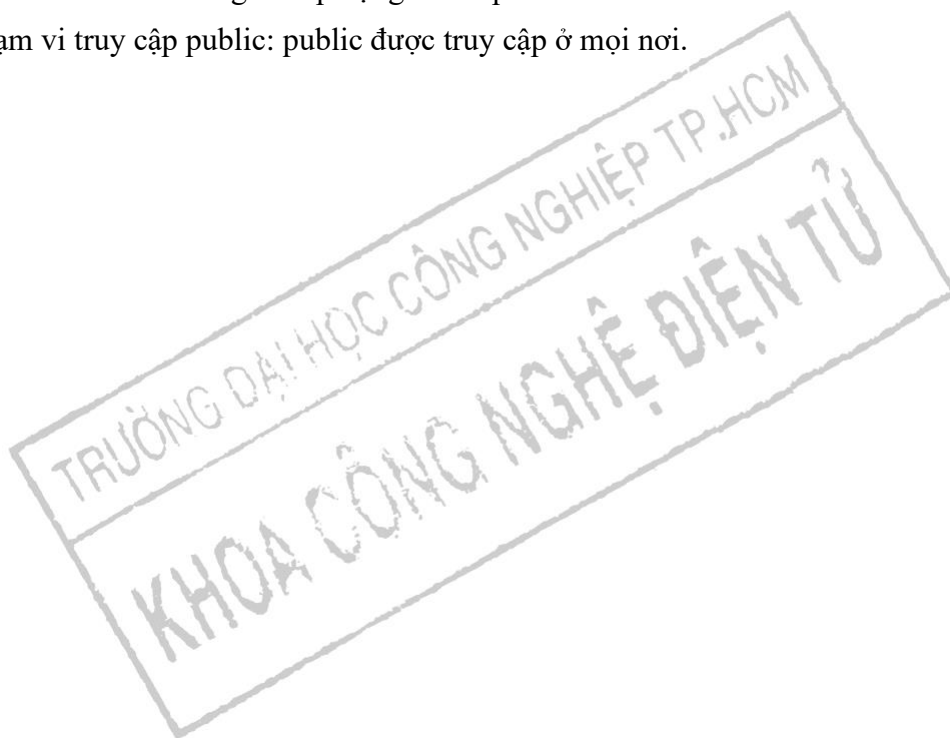 ạm vi truy cập public: public được truy cập ở mọi nơi.
TRƯỜNG ĐẠI HỌC CÔNG NGHIỆP TP.HCM
KHOA CÔNG NGHỆ ĐIỆN TỬ